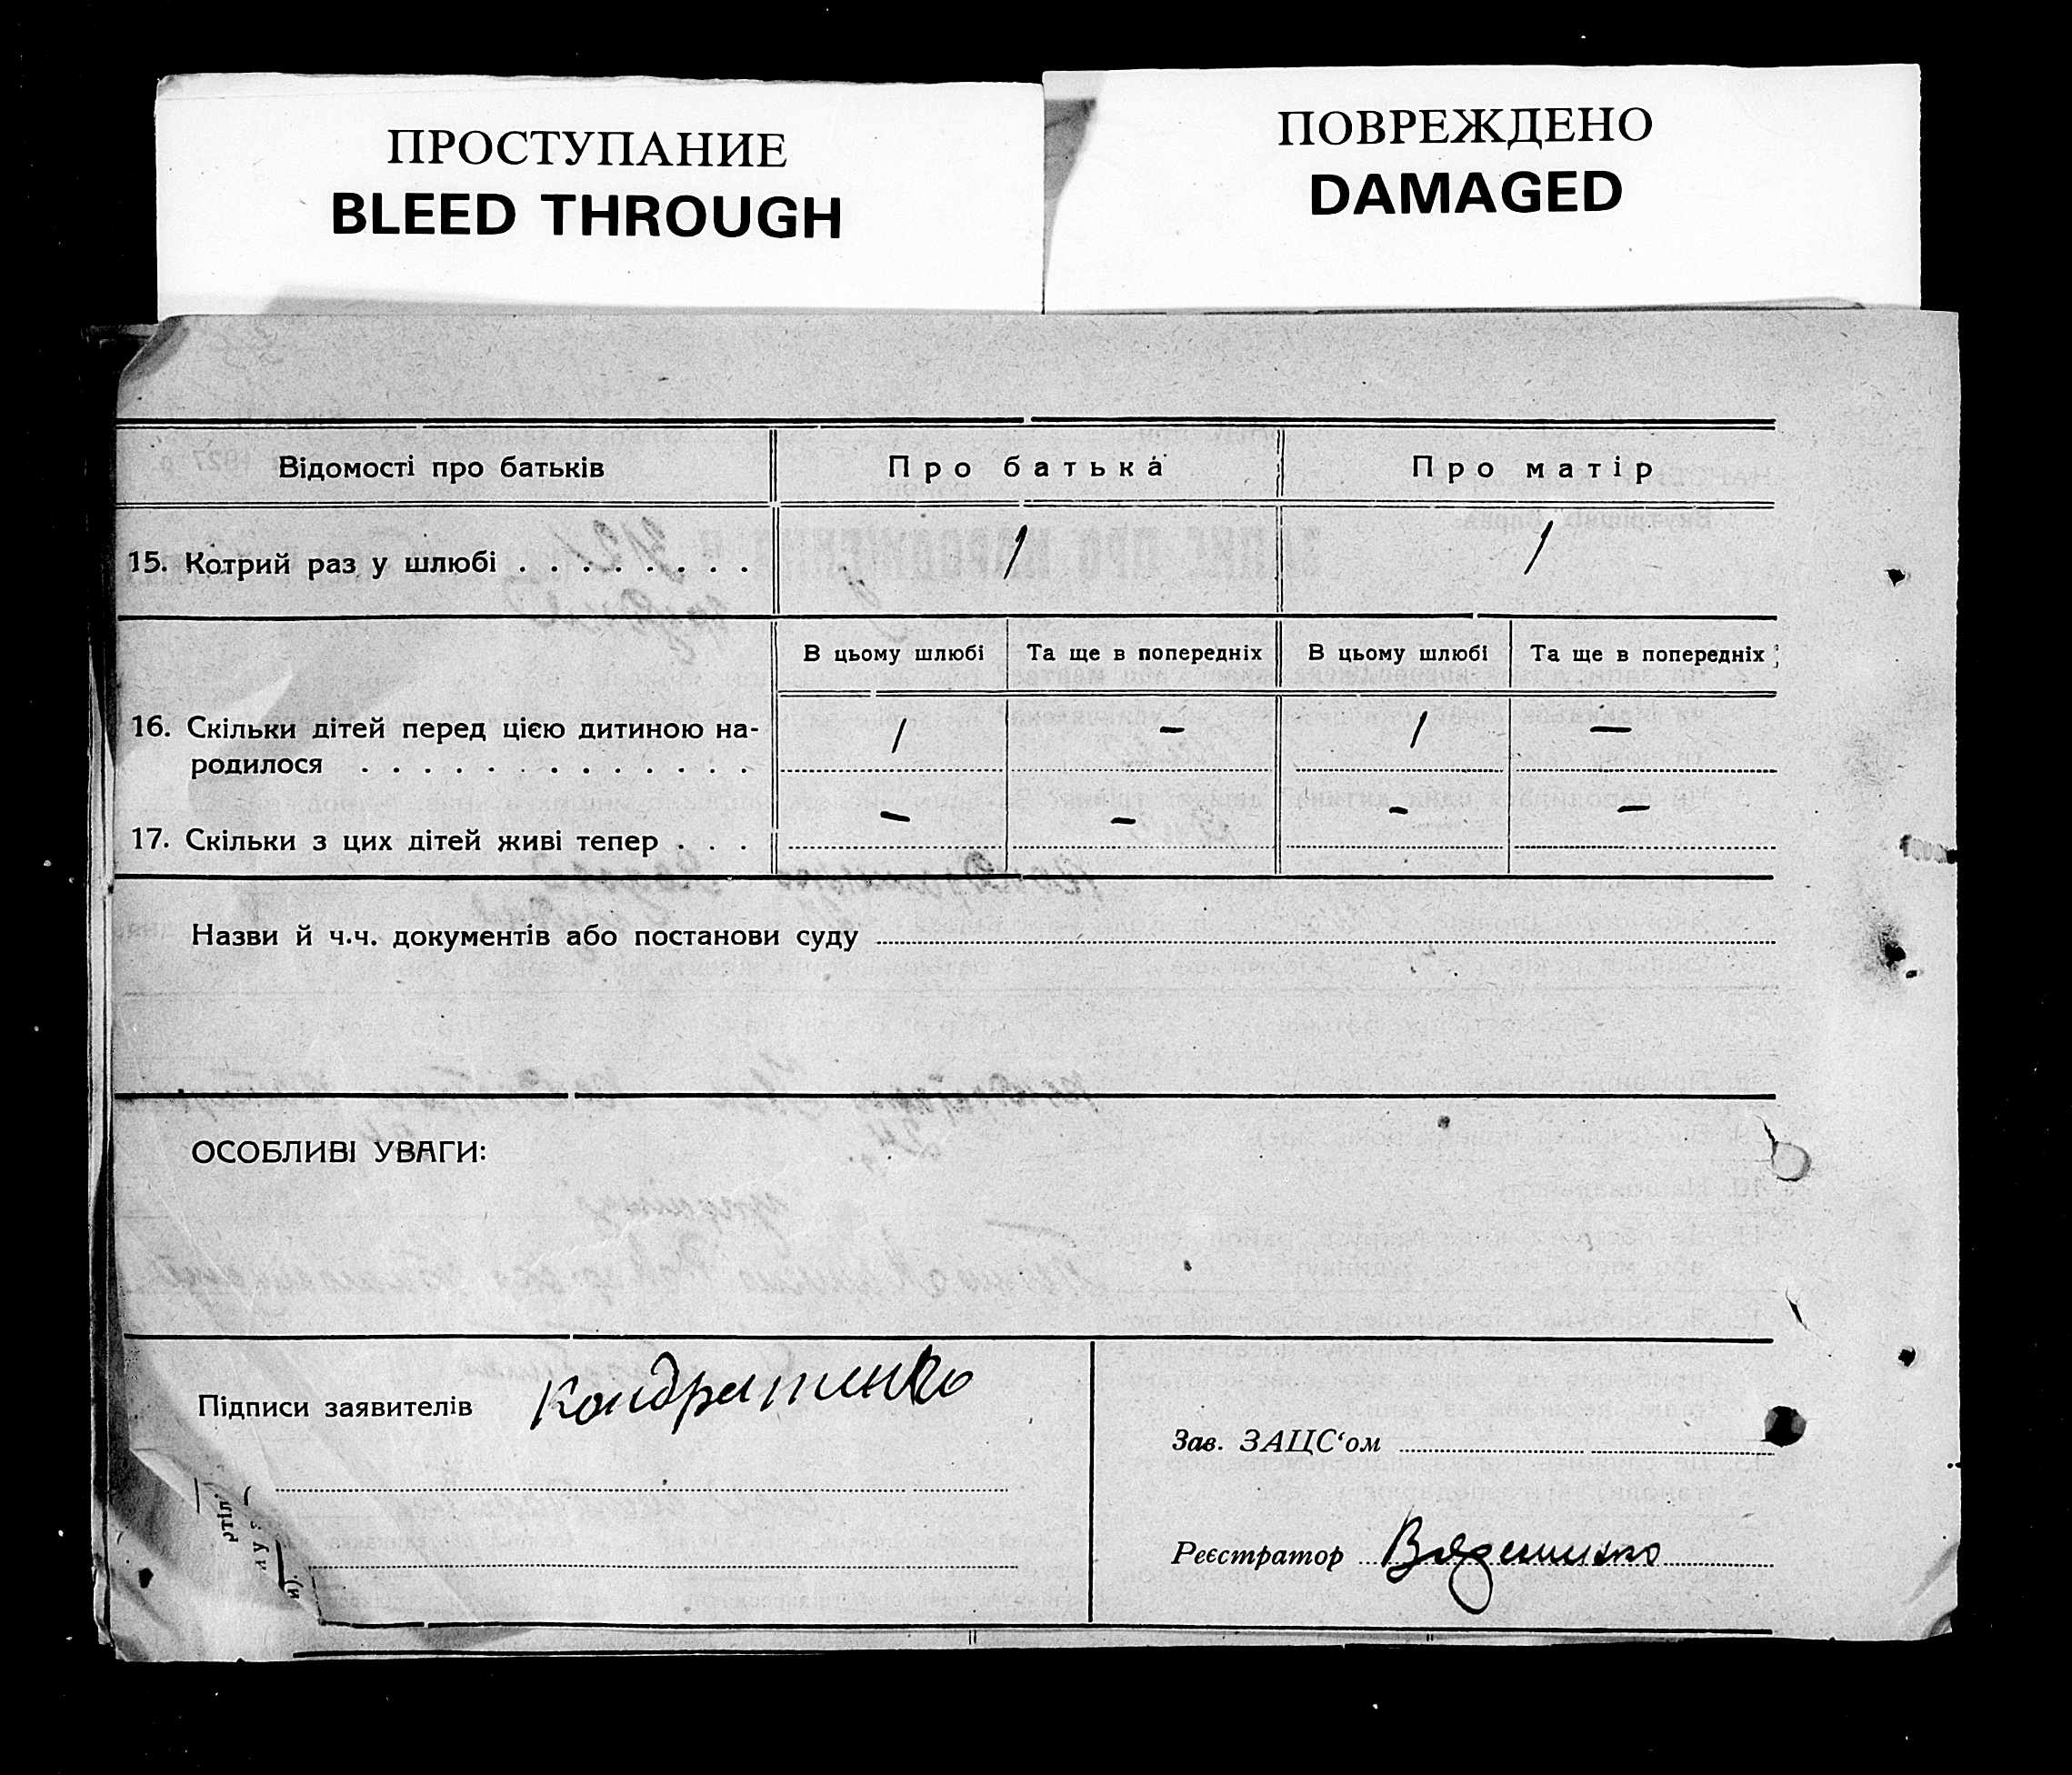 ПРОСТУПАНИЕ
BLEED THROUGH
ПОВРЕЖДЕНО
DAMAGED
Відомості про батьків
Про батька
Про матір
15. Котрий раз у шлюбі . . . . . . . .
1
1
В цьому шлюбі
Та ще в попередніх
В цьому шлюбі
Та ще в попередніх
16. Скільки дітей перед цією дитиною на-
родилося . . . . . . . . . . . . .
1
—
1
—
17. Скільки з цих дітей живі тепер . . .
—
—
—
—
Назви й ч.ч. документів або постанови суду
ОСОБЛИВІ УВАГИ:
Підписи заявителів Кондратенко
Зав. ЗАЦС‘ом
Реєстратор